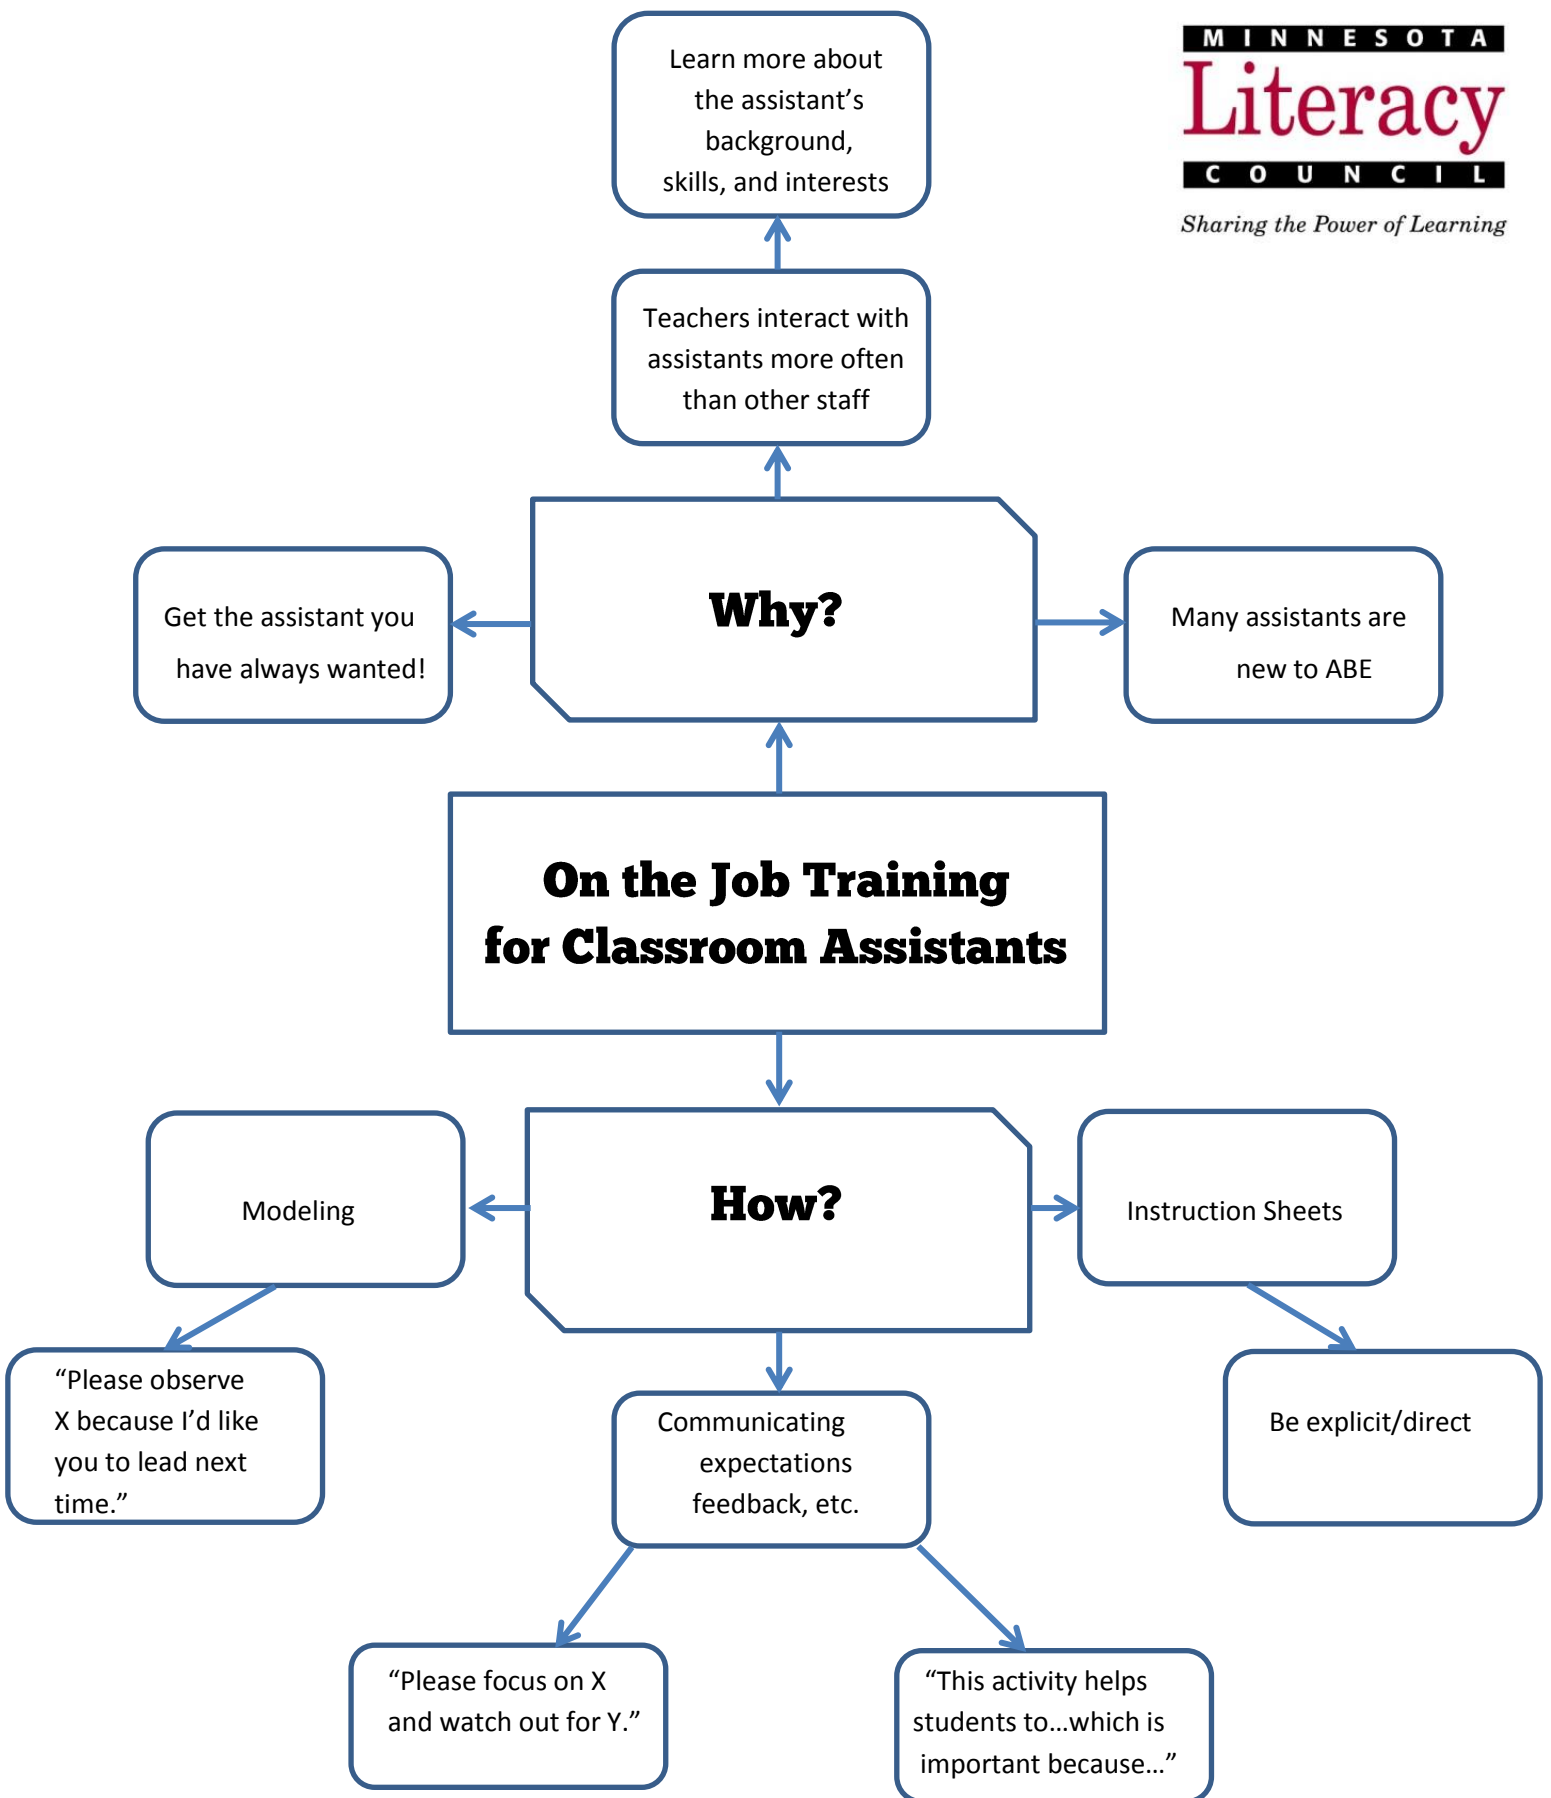 MINNESOTA
Literacy
COUNCIL
Sharing the Power of Learning
Learn more about
the assistant’s
background,
skills, and interests
Teachers interact with
assistants more often
than other staff
Why?
Get the assistant you
have always wanted!
Many assistants are
new to ABE
On the Job Training
for Classroom Assistants
How?
Modeling
Instruction Sheets
“Please observe
X because I’d like
you to lead next
time.”
Communicating
expectations
feedback, etc.
Be explicit/direct
“Please focus on X
and watch out for Y.”
“This activity helps
students to…which is
important because…”